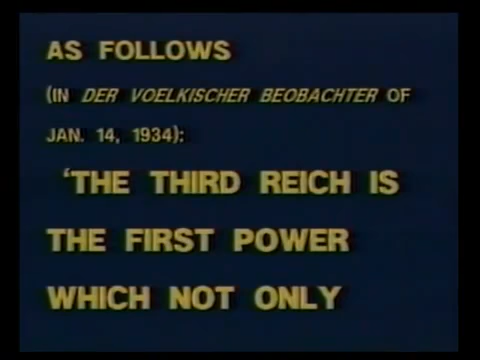 AS FOLLOWS
(IN DER VOELKISCHER BEOBACHTER OF
JAN. 14, 1934):
‘THE THIRD REICH IS
THE FIRST POWER
WHICH NOT ONLY